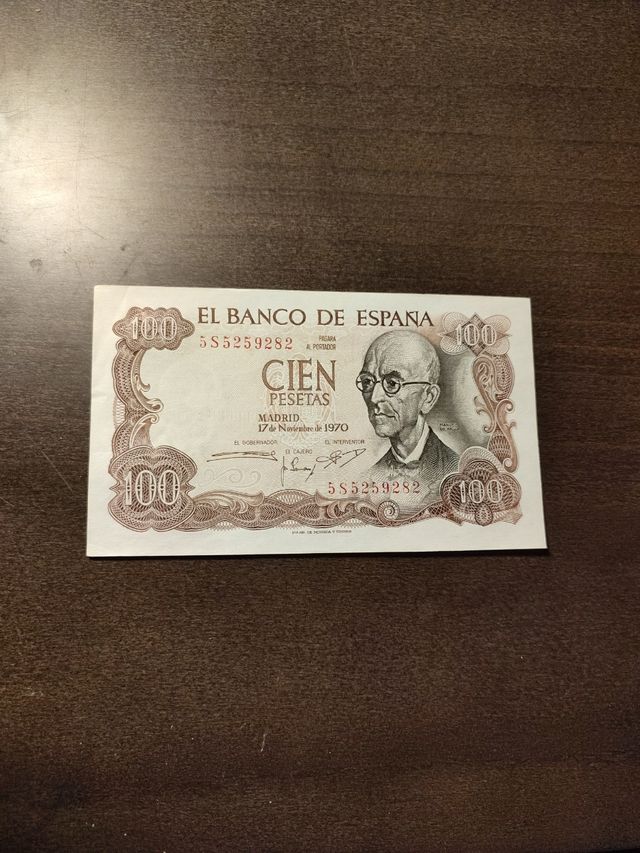 EL BANCO DE ESPAÑA
100
100
5S5259282
PAGARA
AL PORTADOR
CIEN
PESETAS
MADRID
17 de Noviembre de 1970
EL GOBERNADOR
EL INTERVENTOR
EL CAJERO
5S5259282
100
100